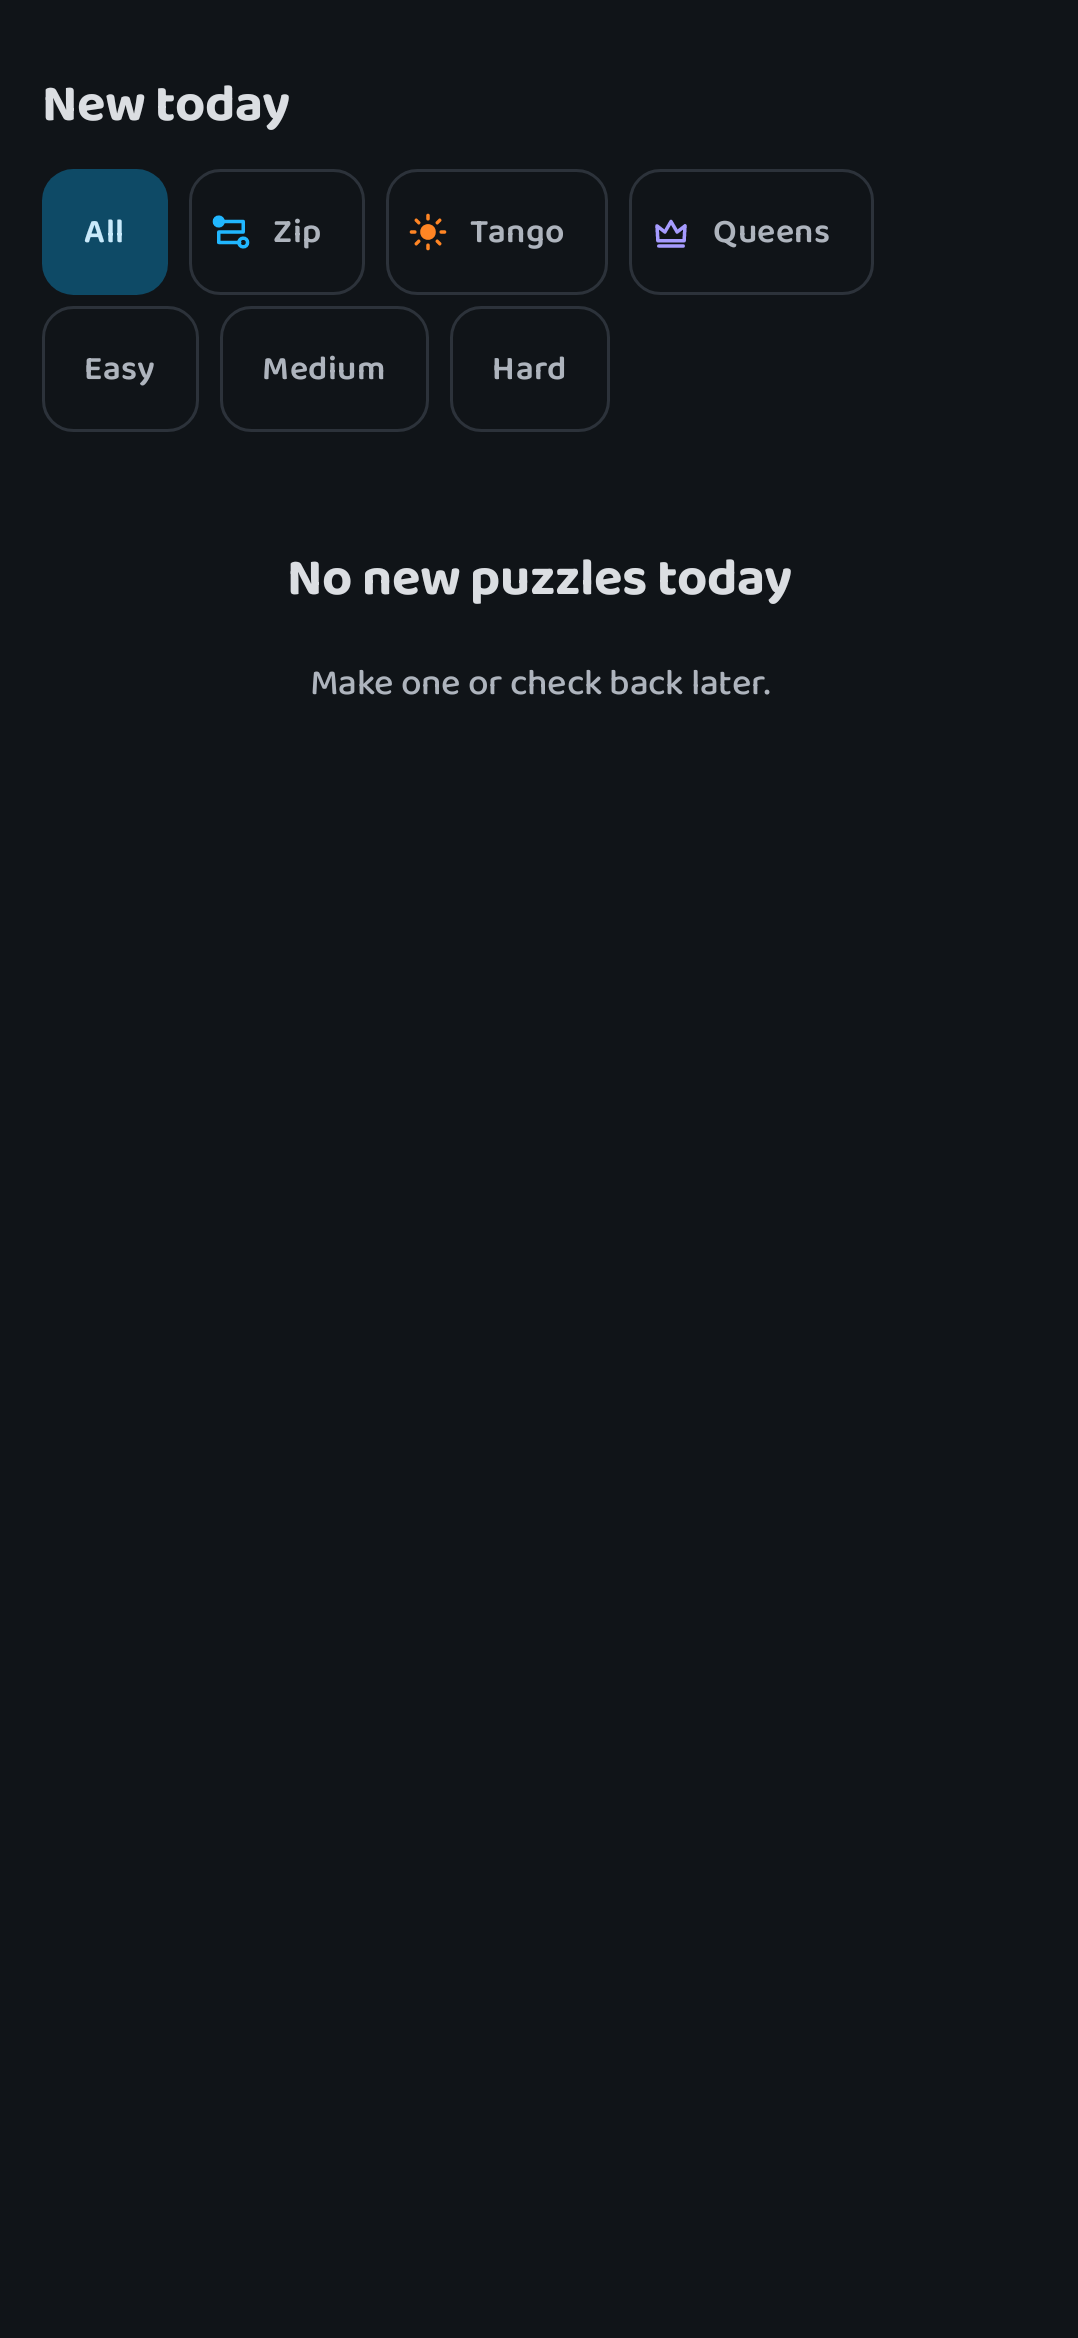 New today
All Zip Tango Queens
Easy Medium Hard
No new puzzles today
Make one or check back later.